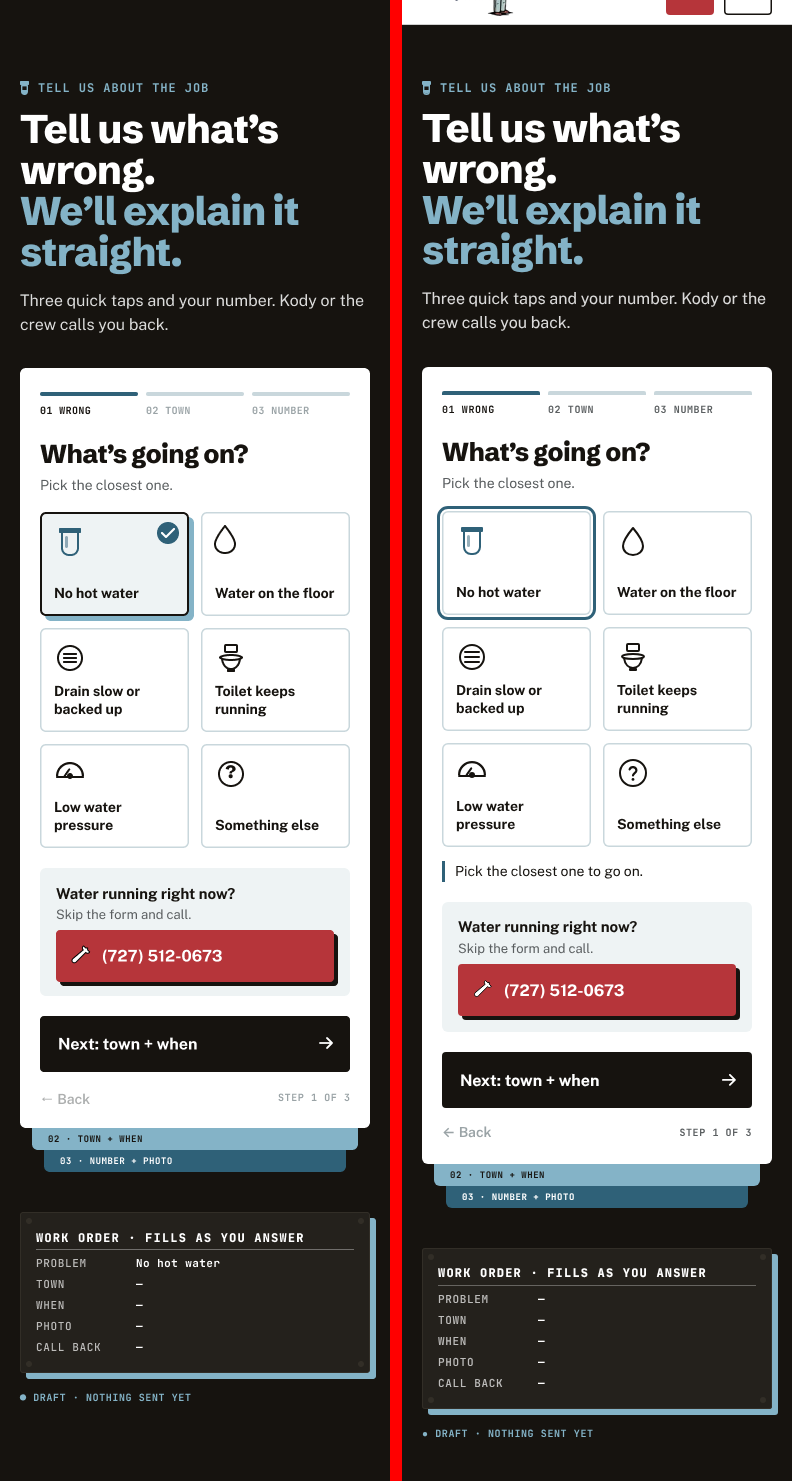 TELL US ABOUT THE JOB
Tell us what’s
wrong.
We’ll explain it
straight.
Three quick taps and your number. Kody or the
crew calls you back.
01 WRONG
02 TOWN
03 NUMBER
What’s going on?
Pick the closest one.
No hot water
Water on the floor
Drain slow or
backed up
Toilet keeps
running
Low water
pressure
Something else
Water running right now?
Skip the form and call.
(727) 512-0673
Next: town + when →
← Back
STEP 1 OF 3
02 · TOWN + WHEN
03 · NUMBER + PHOTO
WORK ORDER · FILLS AS YOU ANSWER
PROBLEM No hot water
TOWN —
WHEN —
PHOTO —
CALL BACK —
DRAFT · NOTHING SENT YET
TELL US ABOUT THE JOB
Tell us what’s
wrong.
We’ll explain it
straight.
Three quick taps and your number. Kody or the
crew calls you back.
01 WRONG
02 TOWN
03 NUMBER
What’s going on?
Pick the closest one.
No hot water
Water on the floor
Drain slow or
backed up
Toilet keeps
running
Low water
pressure
Something else
Pick the closest one to go on.
Water running right now?
Skip the form and call.
(727) 512-0673
Next: town + when →
← Back
STEP 1 OF 3
02 · TOWN + WHEN
03 · NUMBER + PHOTO
WORK ORDER · FILLS AS YOU ANSWER
PROBLEM —
TOWN —
WHEN —
PHOTO —
CALL BACK —
DRAFT · NOTHING SENT YET